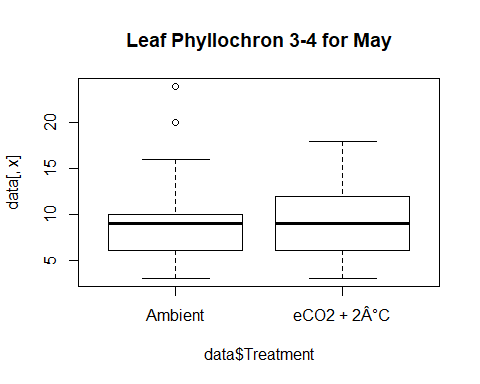 Leaf Phyllochron 3-4 for May
data[, x]
20
15
10
5
Ambient
eCO2 + 2Â°C
data$Treatment